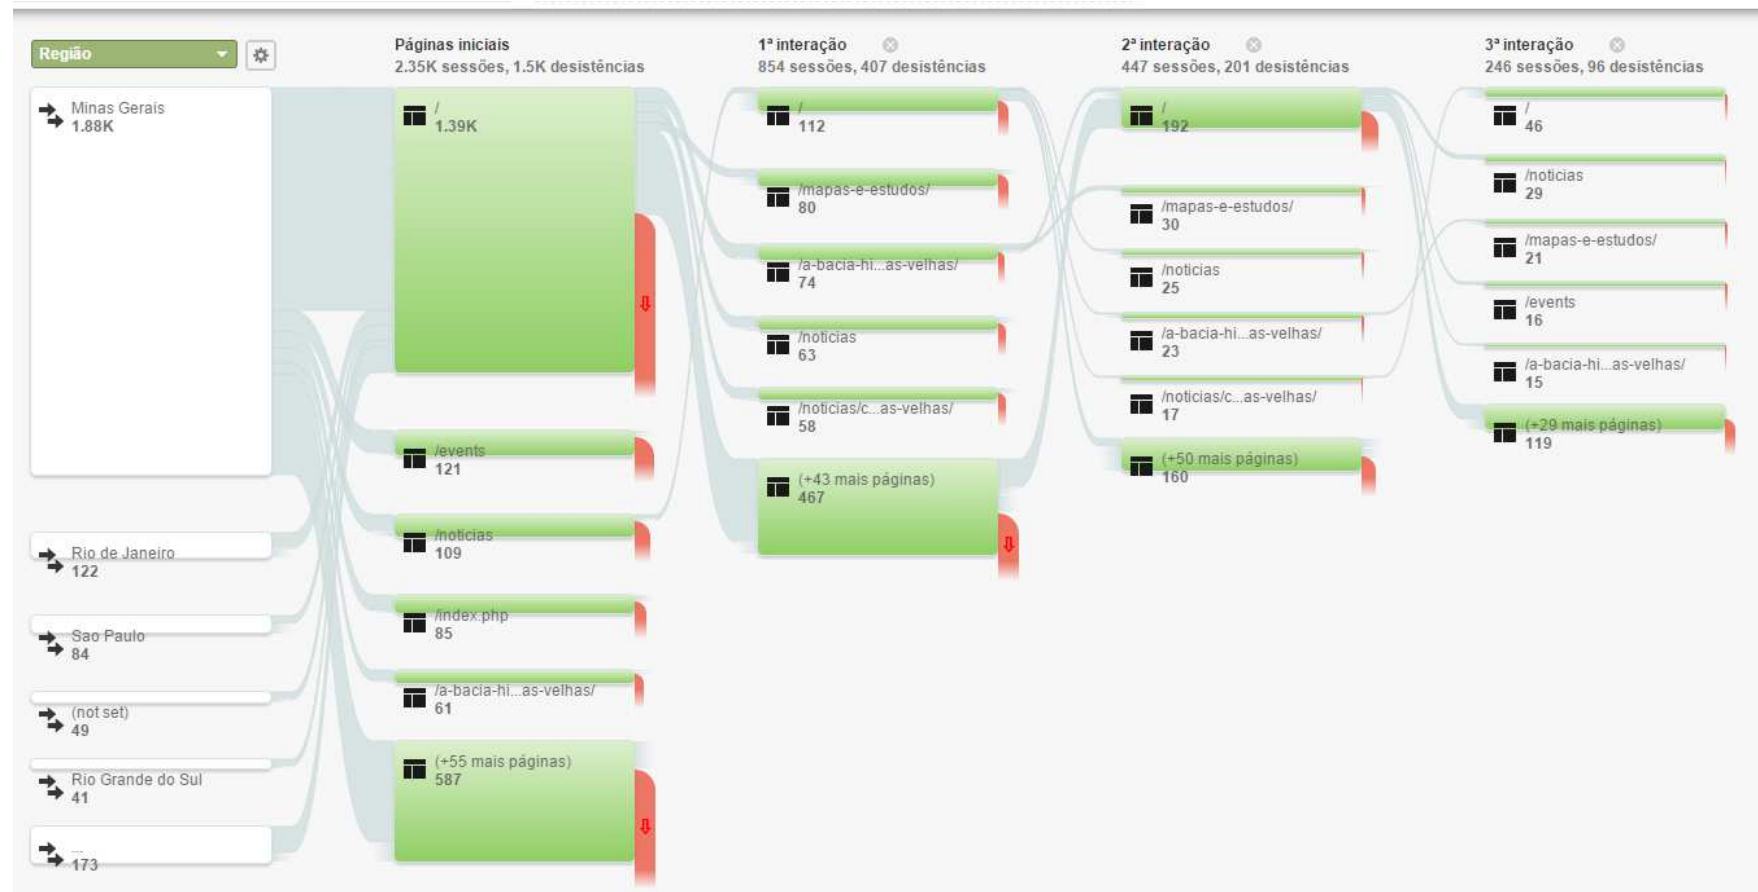 Região
Minas Gerais
1.88K
Rio de Janeiro
122
Sao Paulo
84
(not set)
49
Rio Grande do Sul
41
...
173
Páginas iniciais
2.35K sessões, 1.5K desistências
/
1.39K
/events
121
/noticias
109
/index.php
85
/a-bacia-hi...as-velhas/
61
(+55 mais páginas)
587
1ª interação
854 sessões, 407 desistências
/
112
/mapas-e-estudos/
80
/a-bacia-hi...as-velhas/
74
/noticias
63
/noticias/c...as-velhas/
58
(+43 mais páginas)
467
2ª interação
447 sessões, 201 desistências
/
192
/mapas-e-estudos/
30
/noticias
25
/a-bacia-hi...as-velhas/
23
/noticias/c...as-velhas/
17
(+50 mais páginas)
160
3ª interação
246 sessões, 96 desistências
/
46
/noticias
29
/mapas-e-estudos/
21
/events
16
/a-bacia-hi...as-velhas/
15
(+29 mais páginas)
119